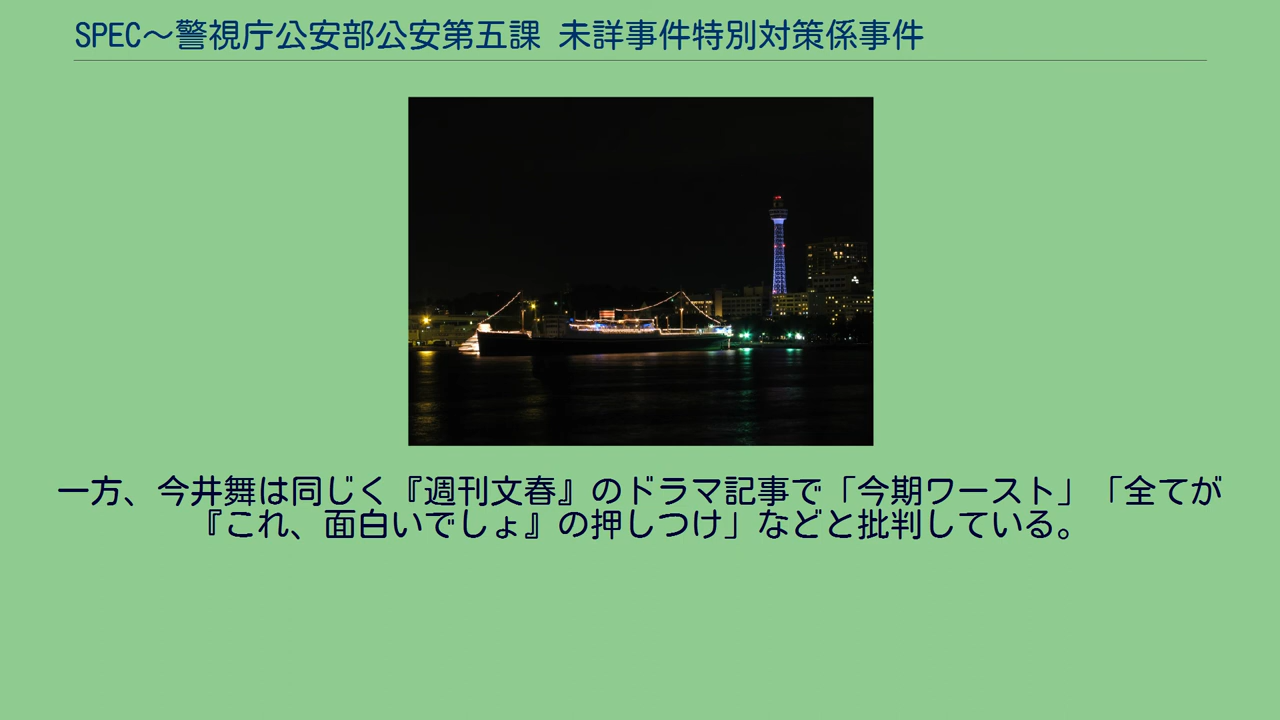 SPEC～警視庁公安部公安第五課 未詳事件特別対策係事件
一方、今井舞は同じく『週刊文春』のドラマ記事で「今期ワースト」「全てが
『これ、面白いでしょ』の押しつけ」などと批判している。